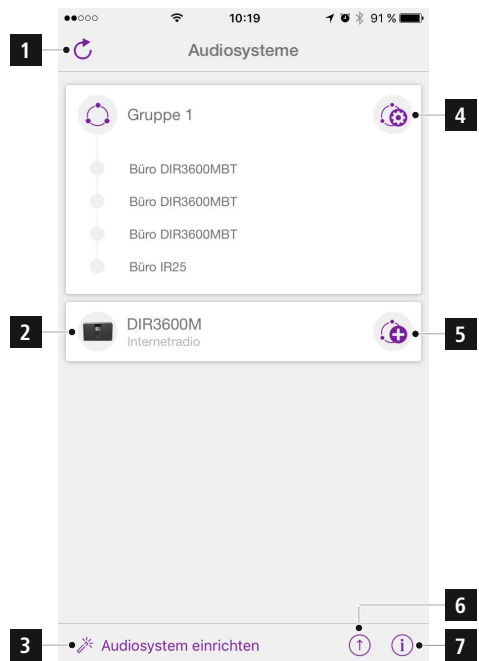 10:19
91 %
1
Audiosysteme
Gruppe 1
4
Büro DIR3600MBT
Büro DIR3600MBT
Büro DIR3600MBT
Büro IR25
2
DIR3600M
Internetradio
5
6
3
Audiosystem einrichten
i
7